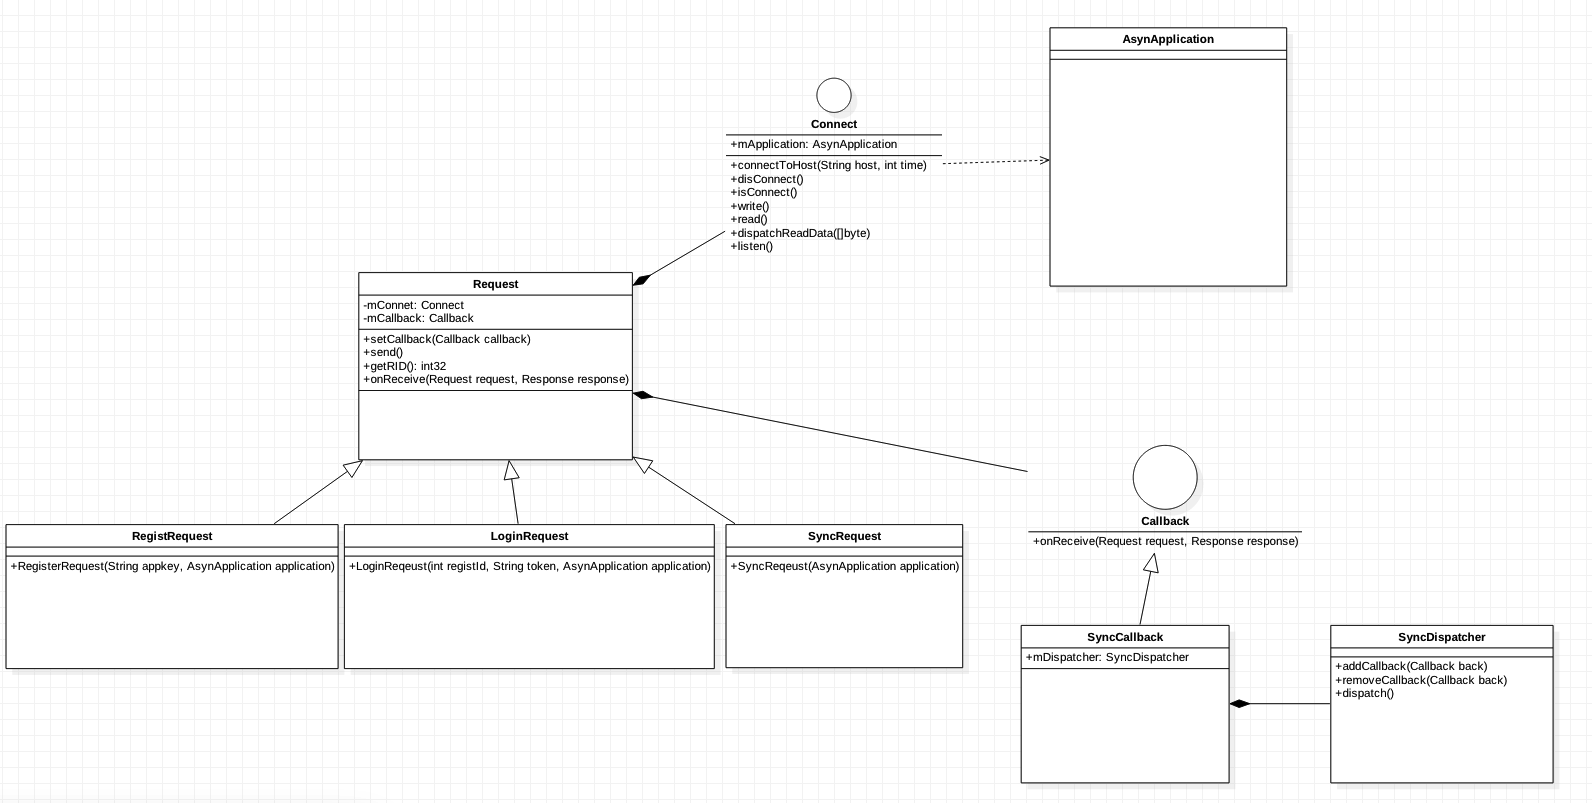 AsynApplication
Connect
+mApplication: AsynApplication
+connectToHost(String host, int time)
+disConnect()
+isConnect()
+write()
+read()
+dispatchReadData([]byte)
+listen()
Request
-mConnet: Connect
-mCallback: Callback
+setCallback(Callback callback)
+send()
+getRID(): int32
+onReceive(Request request, Response response)
RegistRequest
+RegisterRequest(String appkey, AsynApplication application)
LoginRequest
+LoginReqeust(int registId, String token, AsynApplication application)
SyncRequest
+SyncReqeust(AsynApplication application)
Callback
+onReceive(Request request, Response response)
SyncCallback
+mDispatcher: SyncDispatcher
SyncDispatcher
+addCallback(Callback back)
+removeCallback(Callback back)
+dispatch()